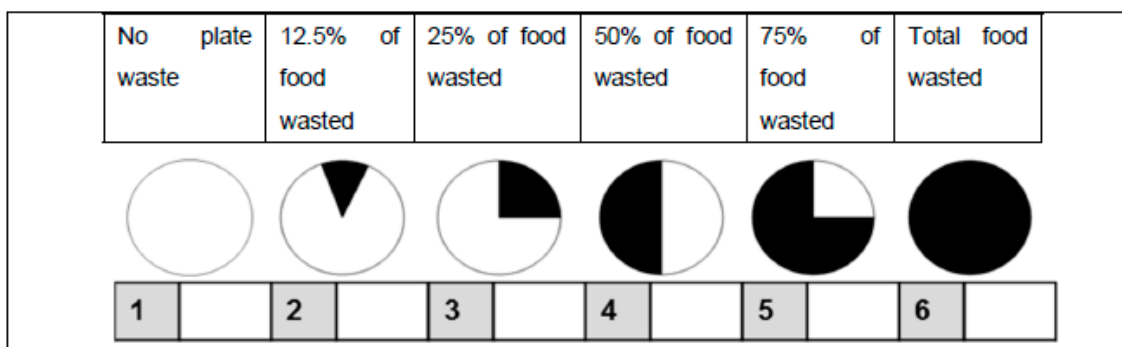 No plate waste
12.5% of food wasted
25% of food wasted
50% of food wasted
75% of food wasted
Total food wasted
1 2 3 4 5 6